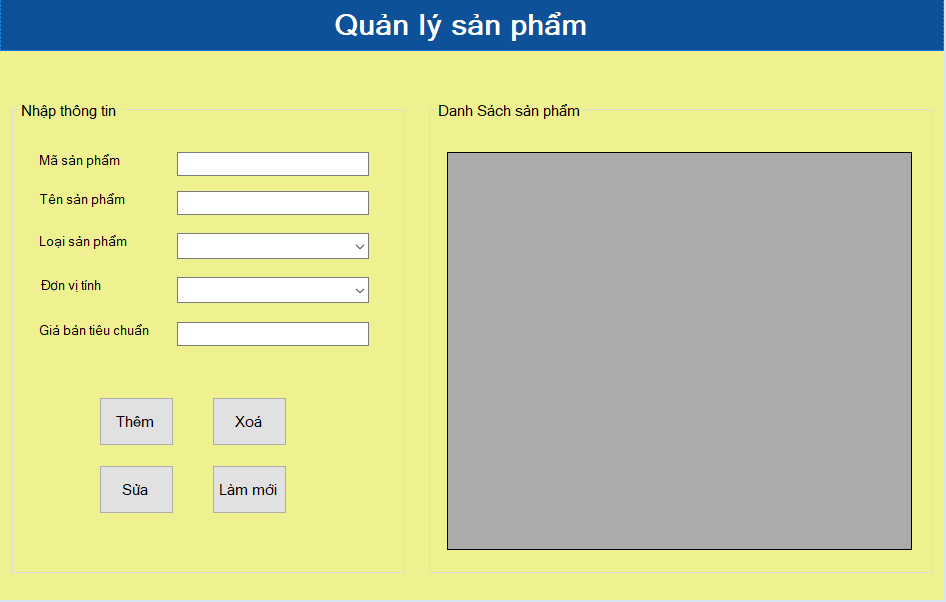 Quản lý sản phẩm
Nhập thông tin
Mã sản phẩm
Tên sản phẩm
Loại sản phẩm
Đơn vị tính
Giá bán tiêu chuẩn
Thêm
Xoá
Sửa
Làm mới
Danh Sách sản phẩm